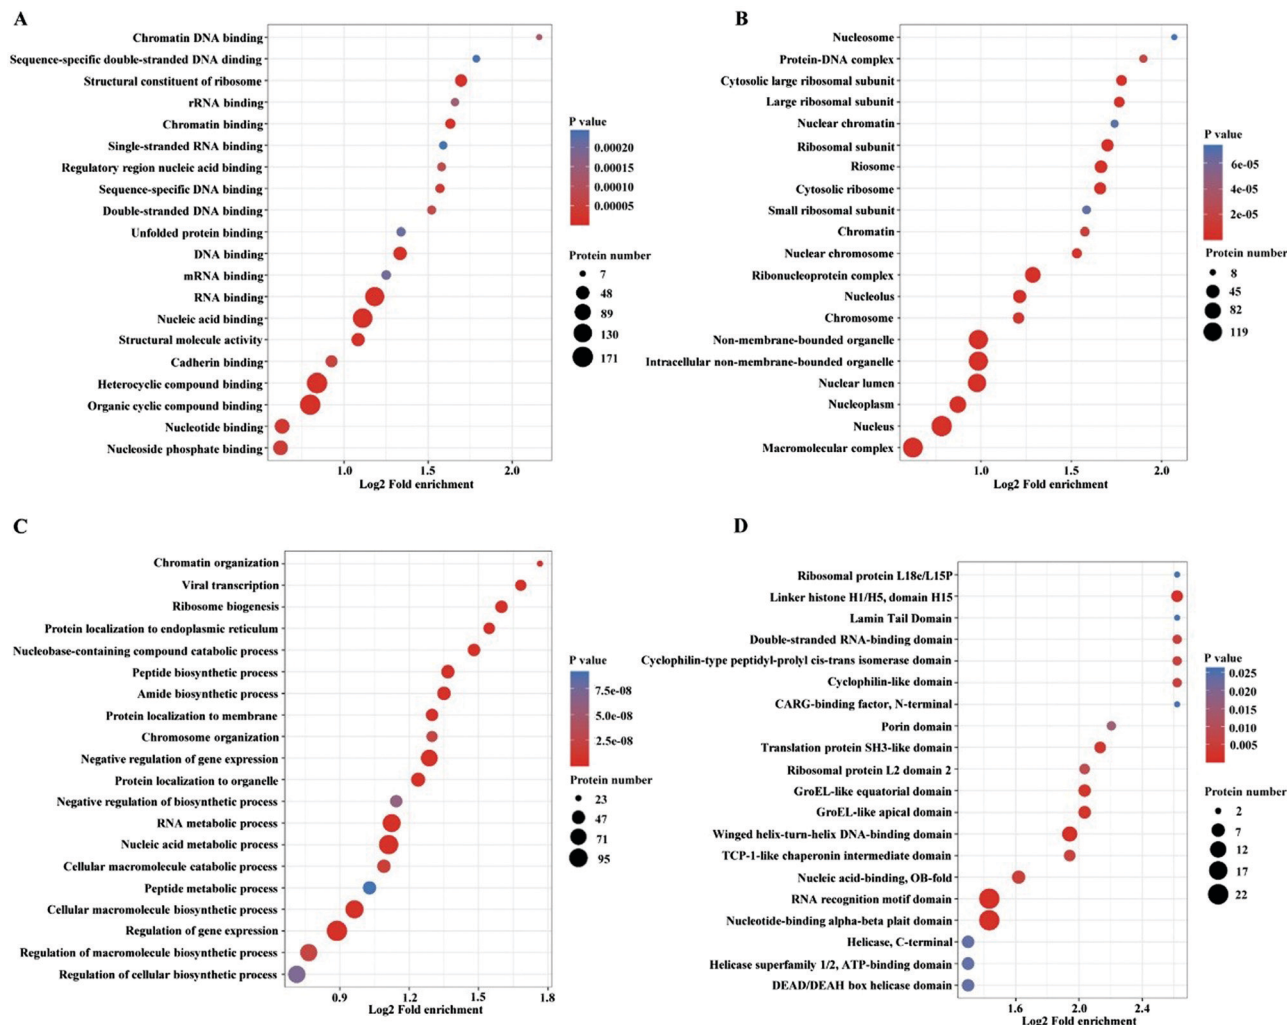 A
Chromatin DNA binding
Sequence-specific double-stranded DNA dinding
Structural constituent of ribosome
rRNA binding
Chromatin binding
Single-stranded RNA binding
Regulatory region nucleic acid binding
Sequence-specific DNA binding
Double-stranded DNA binding
Unfolded protein binding
DNA binding
mRNA binding
RNA binding
Nucleic acid binding
Structural molecule activity
Cadherin binding
Heterocyclic compound binding
Organic cyclic compound binding
Nucleotide binding
Nucleoside phosphate binding
1.0 1.5 2.0
Log2 Fold enrichment
P value
0.00020
0.00015
0.00010
0.00005
Protein number
7
48
89
130
171
B
Nucleosome
Protein-DNA complex
Cytosolic large ribosomal subunit
Large ribosomal subunit
Nuclear chromatin
Ribosomal subunit
Riosome
Cytosolic ribosome
Small ribosomal subunit
Chromatin
Nuclear chromosome
Ribonucleoprotein complex
Nucleolus
Chromosome
Non-membrane-bounded organelle
Intracellular non-membrane-bounded organelle
Nuclear lumen
Nucleoplasm
Nucleus
Macromolecular complex
1.0 1.5 2.0
Log2 Fold enrichment
P value
6e-05
4e-05
2e-05
Protein number
8
45
82
119
C
Chromatin organization
Viral transcription
Ribosome biogenesis
Protein localization to endoplasmic reticulum
Nucleobase-containing compound catabolic process
Peptide biosynthetic process
Amide biosynthetic process
Protein localization to membrane
Chromosome organization
Negative regulation of gene expression
Protein localization to organelle
Negative regulation of biosynthetic process
RNA metabolic process
Nucleic acid metabolic process
Cellular macromolecule catabolic process
Peptide metabolic process
Cellular macromolecule biosynthetic process
Regulation of gene expression
Regulation of macromolecule biosynthetic process
Regulation of cellular biosynthetic process
0.9 1.2 1.5 1.8
Log2 Fold enrichment
P value
7.5e-08
5.0e-08
2.5e-08
Protein number
23
47
71
95
D
Ribosomal protein L18e/L15P
Linker histone H1/H5, domain H15
Lamin Tail Domain
Double-stranded RNA-binding domain
Cyclophilin-type peptidyl-prolyl cis-trans isomerase domain
Cyclophilin-like domain
CARG-binding factor, N-terminal
Porin domain
Translation protein SH3-like domain
Ribosomal protein L2 domain 2
GroEL-like equatorial domain
GroEL-like apical domain
Winged helix-turn-helix DNA-binding domain
TCP-1-like chaperonin intermediate domain
Nucleic acid-binding, OB-fold
RNA recognition motif domain
Nucleotide-binding alpha-beta plait domain
Helicase, C-terminal
Helicase superfamily 1/2, ATP-binding domain
DEAD/DEAH box helicase domain
1.6 2.0 2.4
Log2 Fold enrichment
P value
0.025
0.020
0.015
0.010
0.005
Protein number
2
7
12
17
22